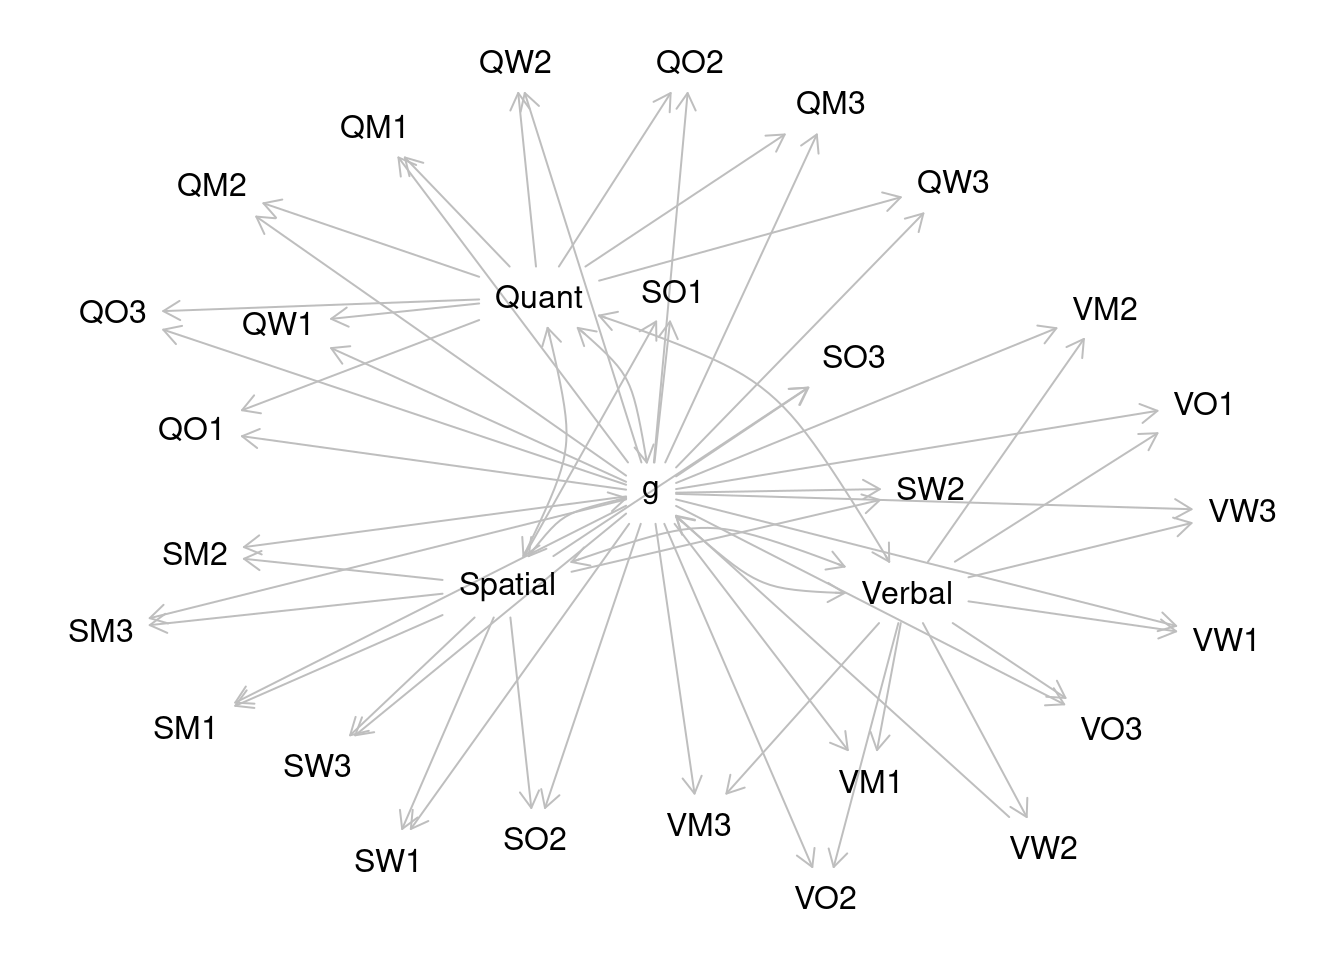 QW2
QO2
QM3
QM1
QM2
QW3
Quant
SO1
QO3
QW1
VM2
SO3
VO1
QO1
g
SW2
VW3
SM2
Spatial
Verbal
SM3
VW1
SM1
VO3
SW3
VM1
VM3
SO2
VW2
SW1
VO2